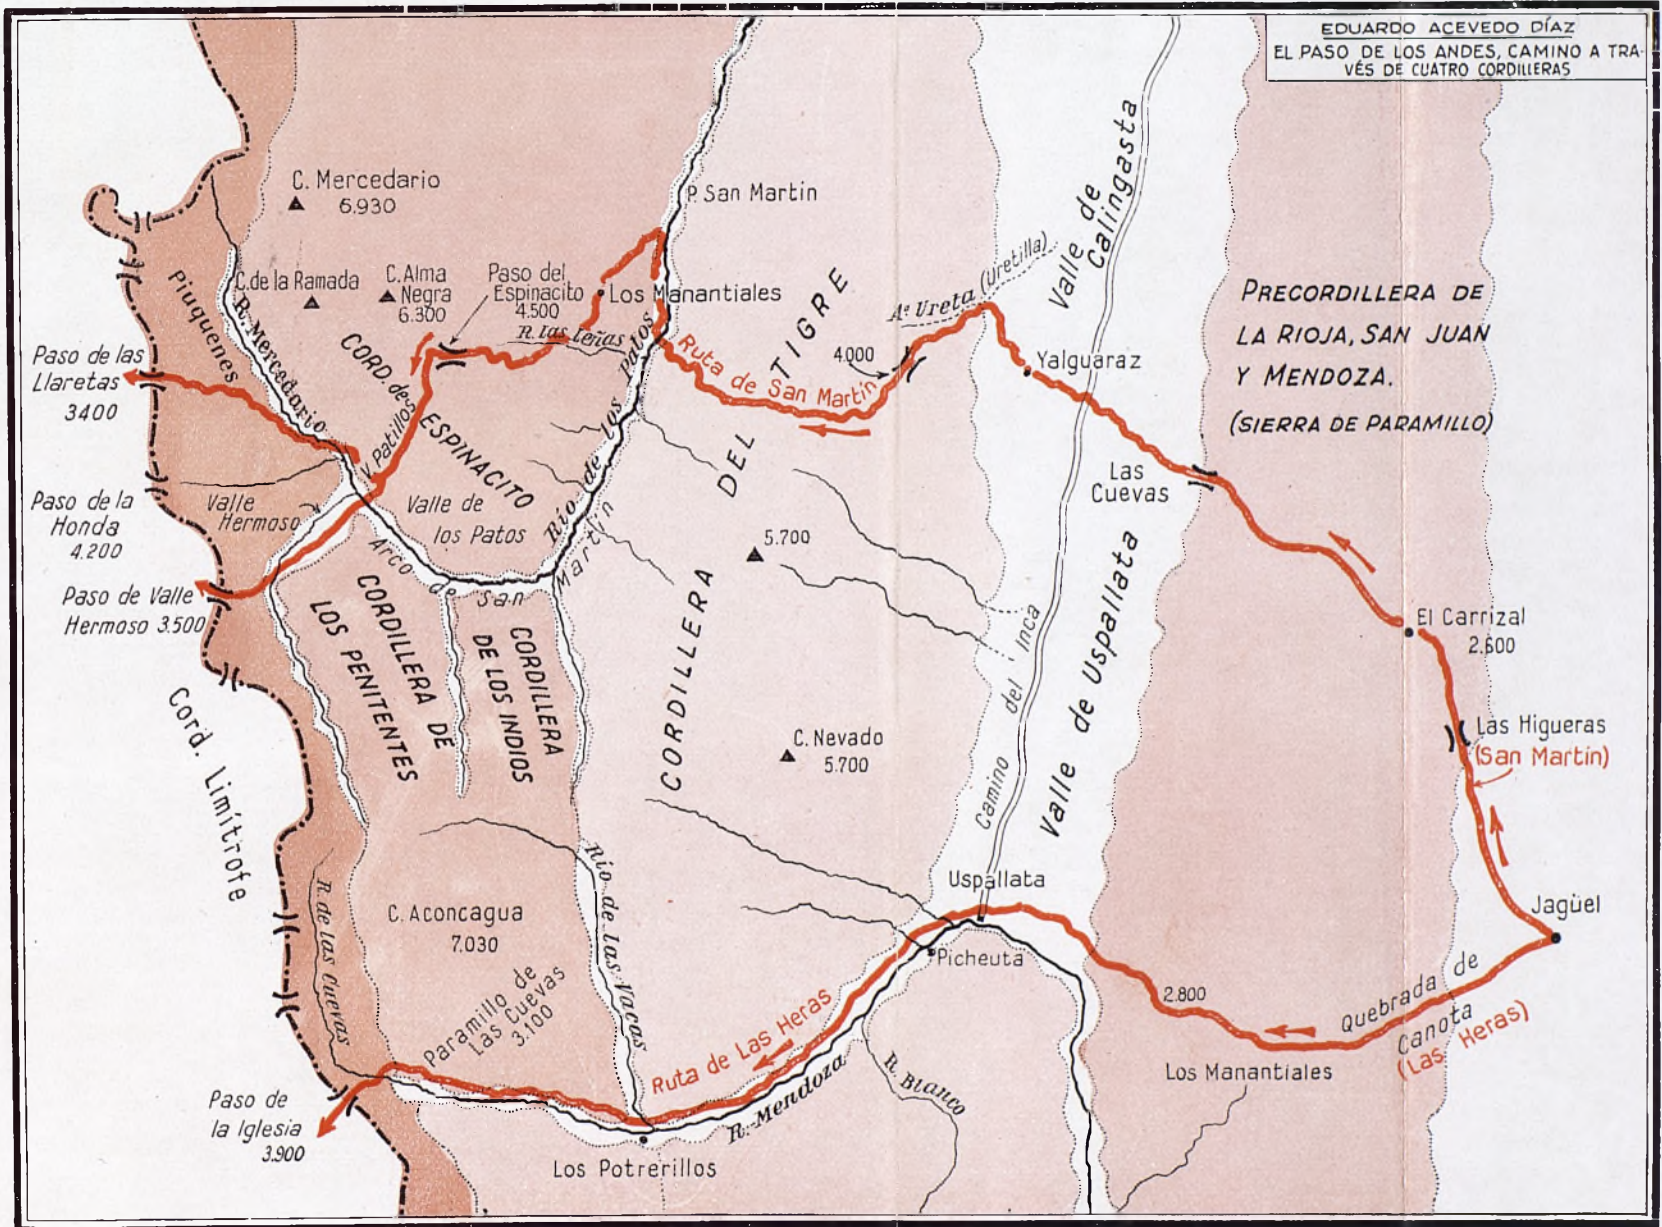 EDUARDO ACEVEDO DÍAZ
EL PASO DE LOS ANDES, CAMINO A TRA-
VÉS DE CUATRO CORDILLERAS
C. Mercedario
6.930
P. San Martin
C. de la Ramada
C. Alma
Negra
6.300
Paso del
Espinacito
4.500
Los Manantiales
R. las Leñas
Aº Ureta (Uretilla)
Valle de
Calingasta
PRECORDILLERA DE
LA RIOJA, SAN JUAN
Y MENDOZA.
(SIERRA DE PARAMILLO)
Piuquenes
R. Mercedario
CORD. del
ESPINACITO
V. Patillos
Paso de las
Llaretas
3400
Ruta de San Martín
4.000
Yalguaraz
Las
Cuevas
CORDILLERA DEL TIGRE
Río de los Patos
Paso de la
Honda
4.200
Valle
Hermoso
Valle de
los Patos
Arco de San Martín
Paso de Valle
Hermoso 3.500
CORDILLERA DE
LOS PENITENTES
CORDILLERA
DE LOS INDIOS
5.700
C. Nevado
5.700
Camino del Inca
Valle de Uspallata
El Carrizal
2.600
Las Higueras
(San Martín)
Cord. Limítrofe
R. de las Cuevas
C. Aconcagua
7.030
Río de las Vacas
Uspallata
Picheuta
Jagüel
Paramillo de
Las Cuevas
3.100
Ruta de Las Heras
2.800
Quebrada de
Canota
(Las Heras)
Los Manantiales
R. Mendoza
R. Blanco
Paso de
la Iglesia
3.900
Los Potrerillos